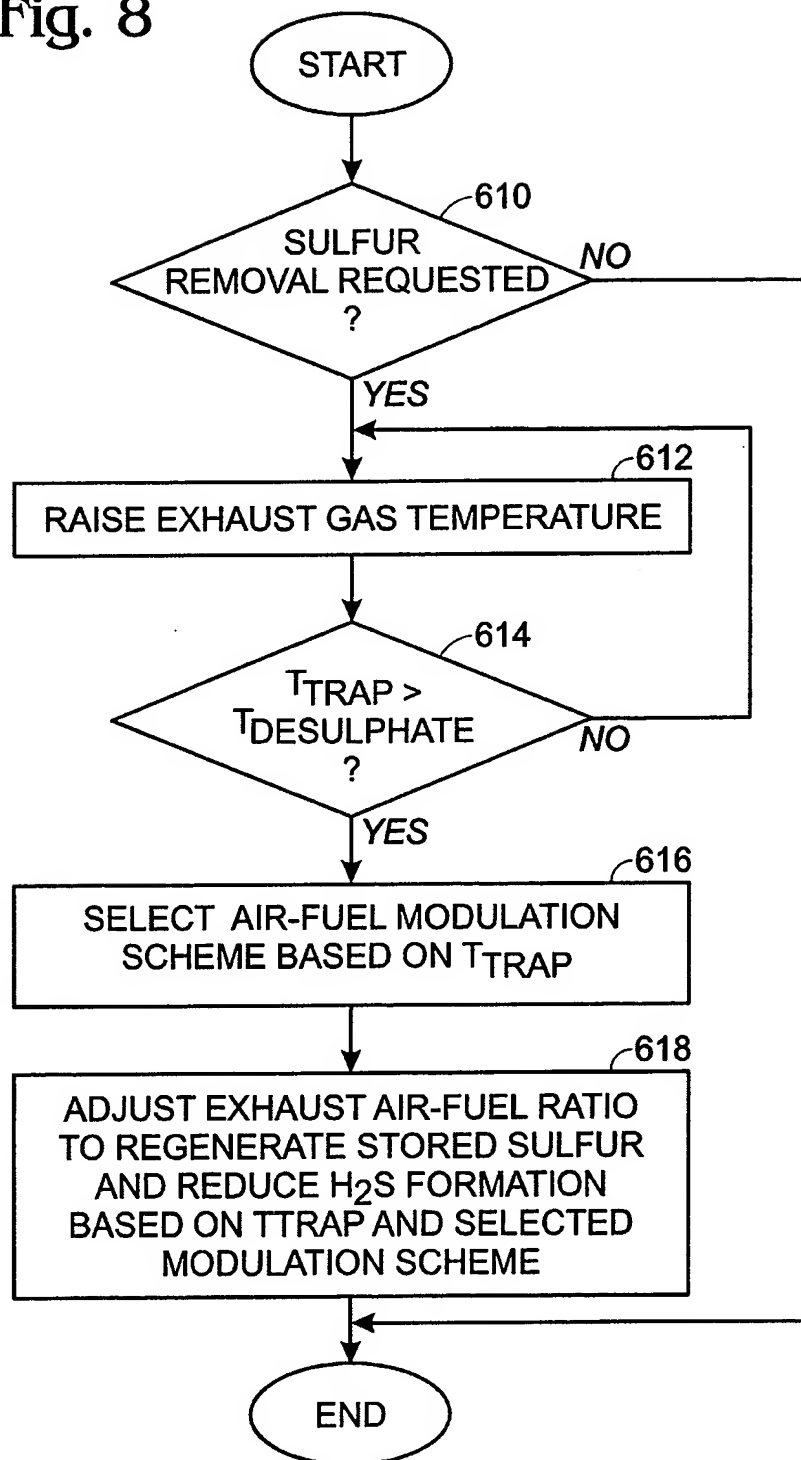 Fig. 8
START
610
SULFUR
REMOVAL REQUESTED
?
NO
YES
612
RAISE EXHAUST GAS TEMPERATURE
614
TTRAP >
TDESULPHATE
?
NO
YES
616
SELECT AIR-FUEL MODULATION
SCHEME BASED ON TTRAP
618
ADJUST EXHAUST AIR-FUEL RATIO
TO REGENERATE STORED SULFUR
AND REDUCE H2S FORMATION
BASED ON TTRAP AND SELECTED
MODULATION SCHEME
END